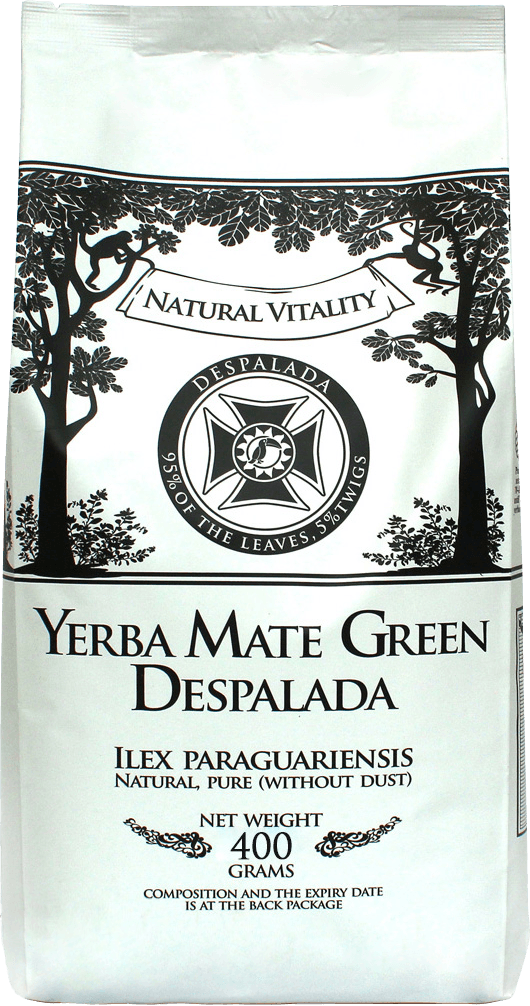 NATURAL VITALITY
DESPALADA
95% OF THE LEAVES, 5% TWIGS
YERBA MATE GREEN
DESPALADA
ILEX PARAGUARIENSIS
NATURAL, PURE (WITHOUT DUST)
NET WEIGHT
400
GRAMS
COMPOSITION AND THE EXPIRY DATE
IS AT THE BACK PACKAGE